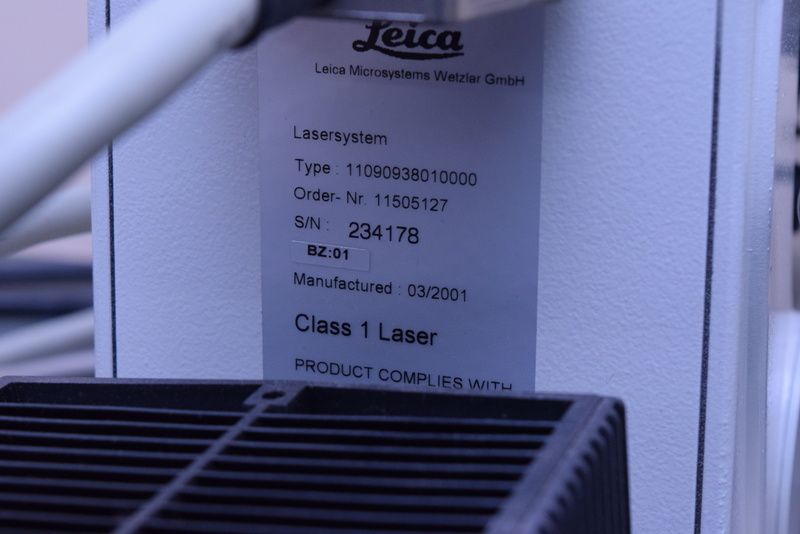 Leica
Leica Microsystems Wetzlar GmbH
Lasersystem
Type : 11090938010000
Order- Nr. 11505127
S/N : 234178
BZ:01
Manufactured : 03/2001
Class 1 Laser
PRODUCT COMPLIES WITH